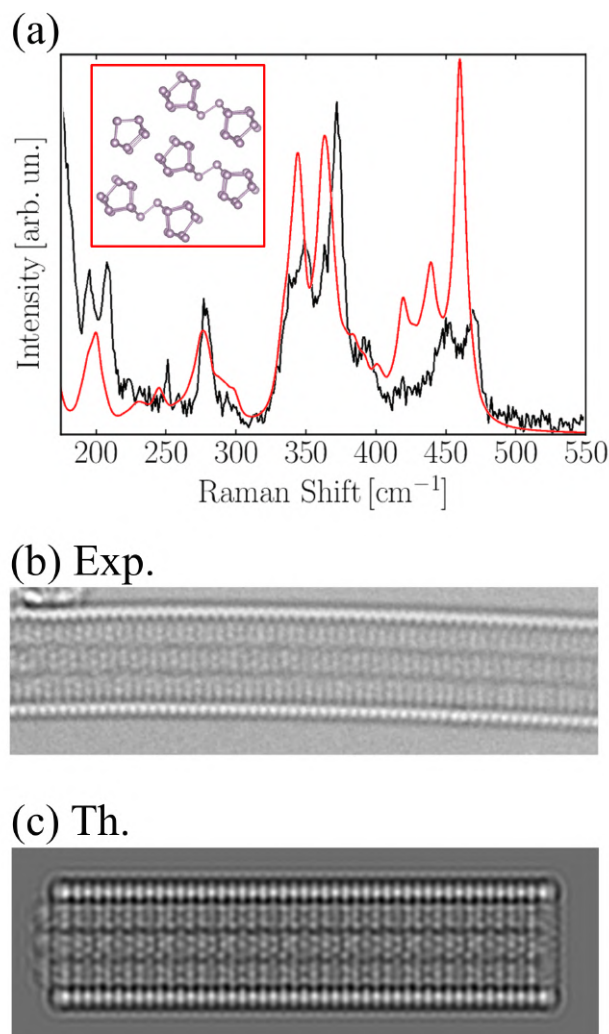 (a)
Intensity [arb. un.]
200 250 300 350 400 450 500 550
Raman Shift [cm⁻¹]
(b) Exp.
(c) Th.